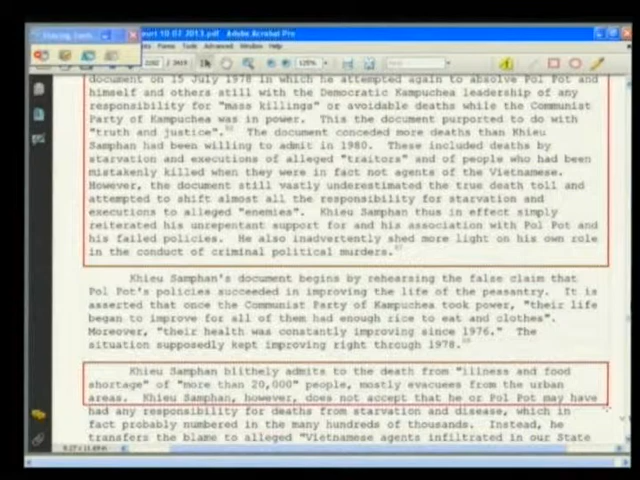 ourt 10-07 2013.pdf - Adobe Acrobat Pro
Forms Tools Advanced Window Help
125%
document on 15 July 1978 in which he attempted again to absolve Pol Pot and
himself and others still with the Democratic Kampuchea leadership of any
responsibility for "mass killings" or avoidable deaths while the Communist
Party of Kampuchea was in power. This the document purported to do with
"truth and justice". The document conceded more deaths than Khieu
Samphan had been willing to admit in 1980. These included deaths by
starvation and executions of alleged "traitors" and of people who had been
mistakenly killed when they were in fact not agents of the Vietnamese.
However, the document still vastly underestimated the true death toll and
attempted to shift almost all the responsibility for starvation and
executions to alleged "enemies". Khieu Samphan thus in effect simply
reiterated his unrepentant support for and his association with Pol Pot and
his failed policies. He also inadvertently shed more light on his own role
in the conduct of criminal political murders.
Khieu Samphan's document begins by rehearsing the false claim that
Pol Pot's policies succeeded in improving the life of the peasantry. It is
asserted that once the Communist Party of Kampuchea took power, "their life
began to improve for all of them had enough rice to eat and clothes".
Moreover, "their health was constantly improving since 1976." The
situation supposedly kept improving right through 1978.
Khieu Samphan blithely admits to the death from "illness and food
shortage" of "more than 20,000" people, mostly evacuees from the urban
areas. Khieu Samphan, however, does not accept that he or Pol Pot may have
had any responsibility for deaths from starvation and disease, which in
fact probably numbered in the many hundreds of thousands. Instead, he
transfers the blame to alleged "Vietnamese agents infiltrated in our State